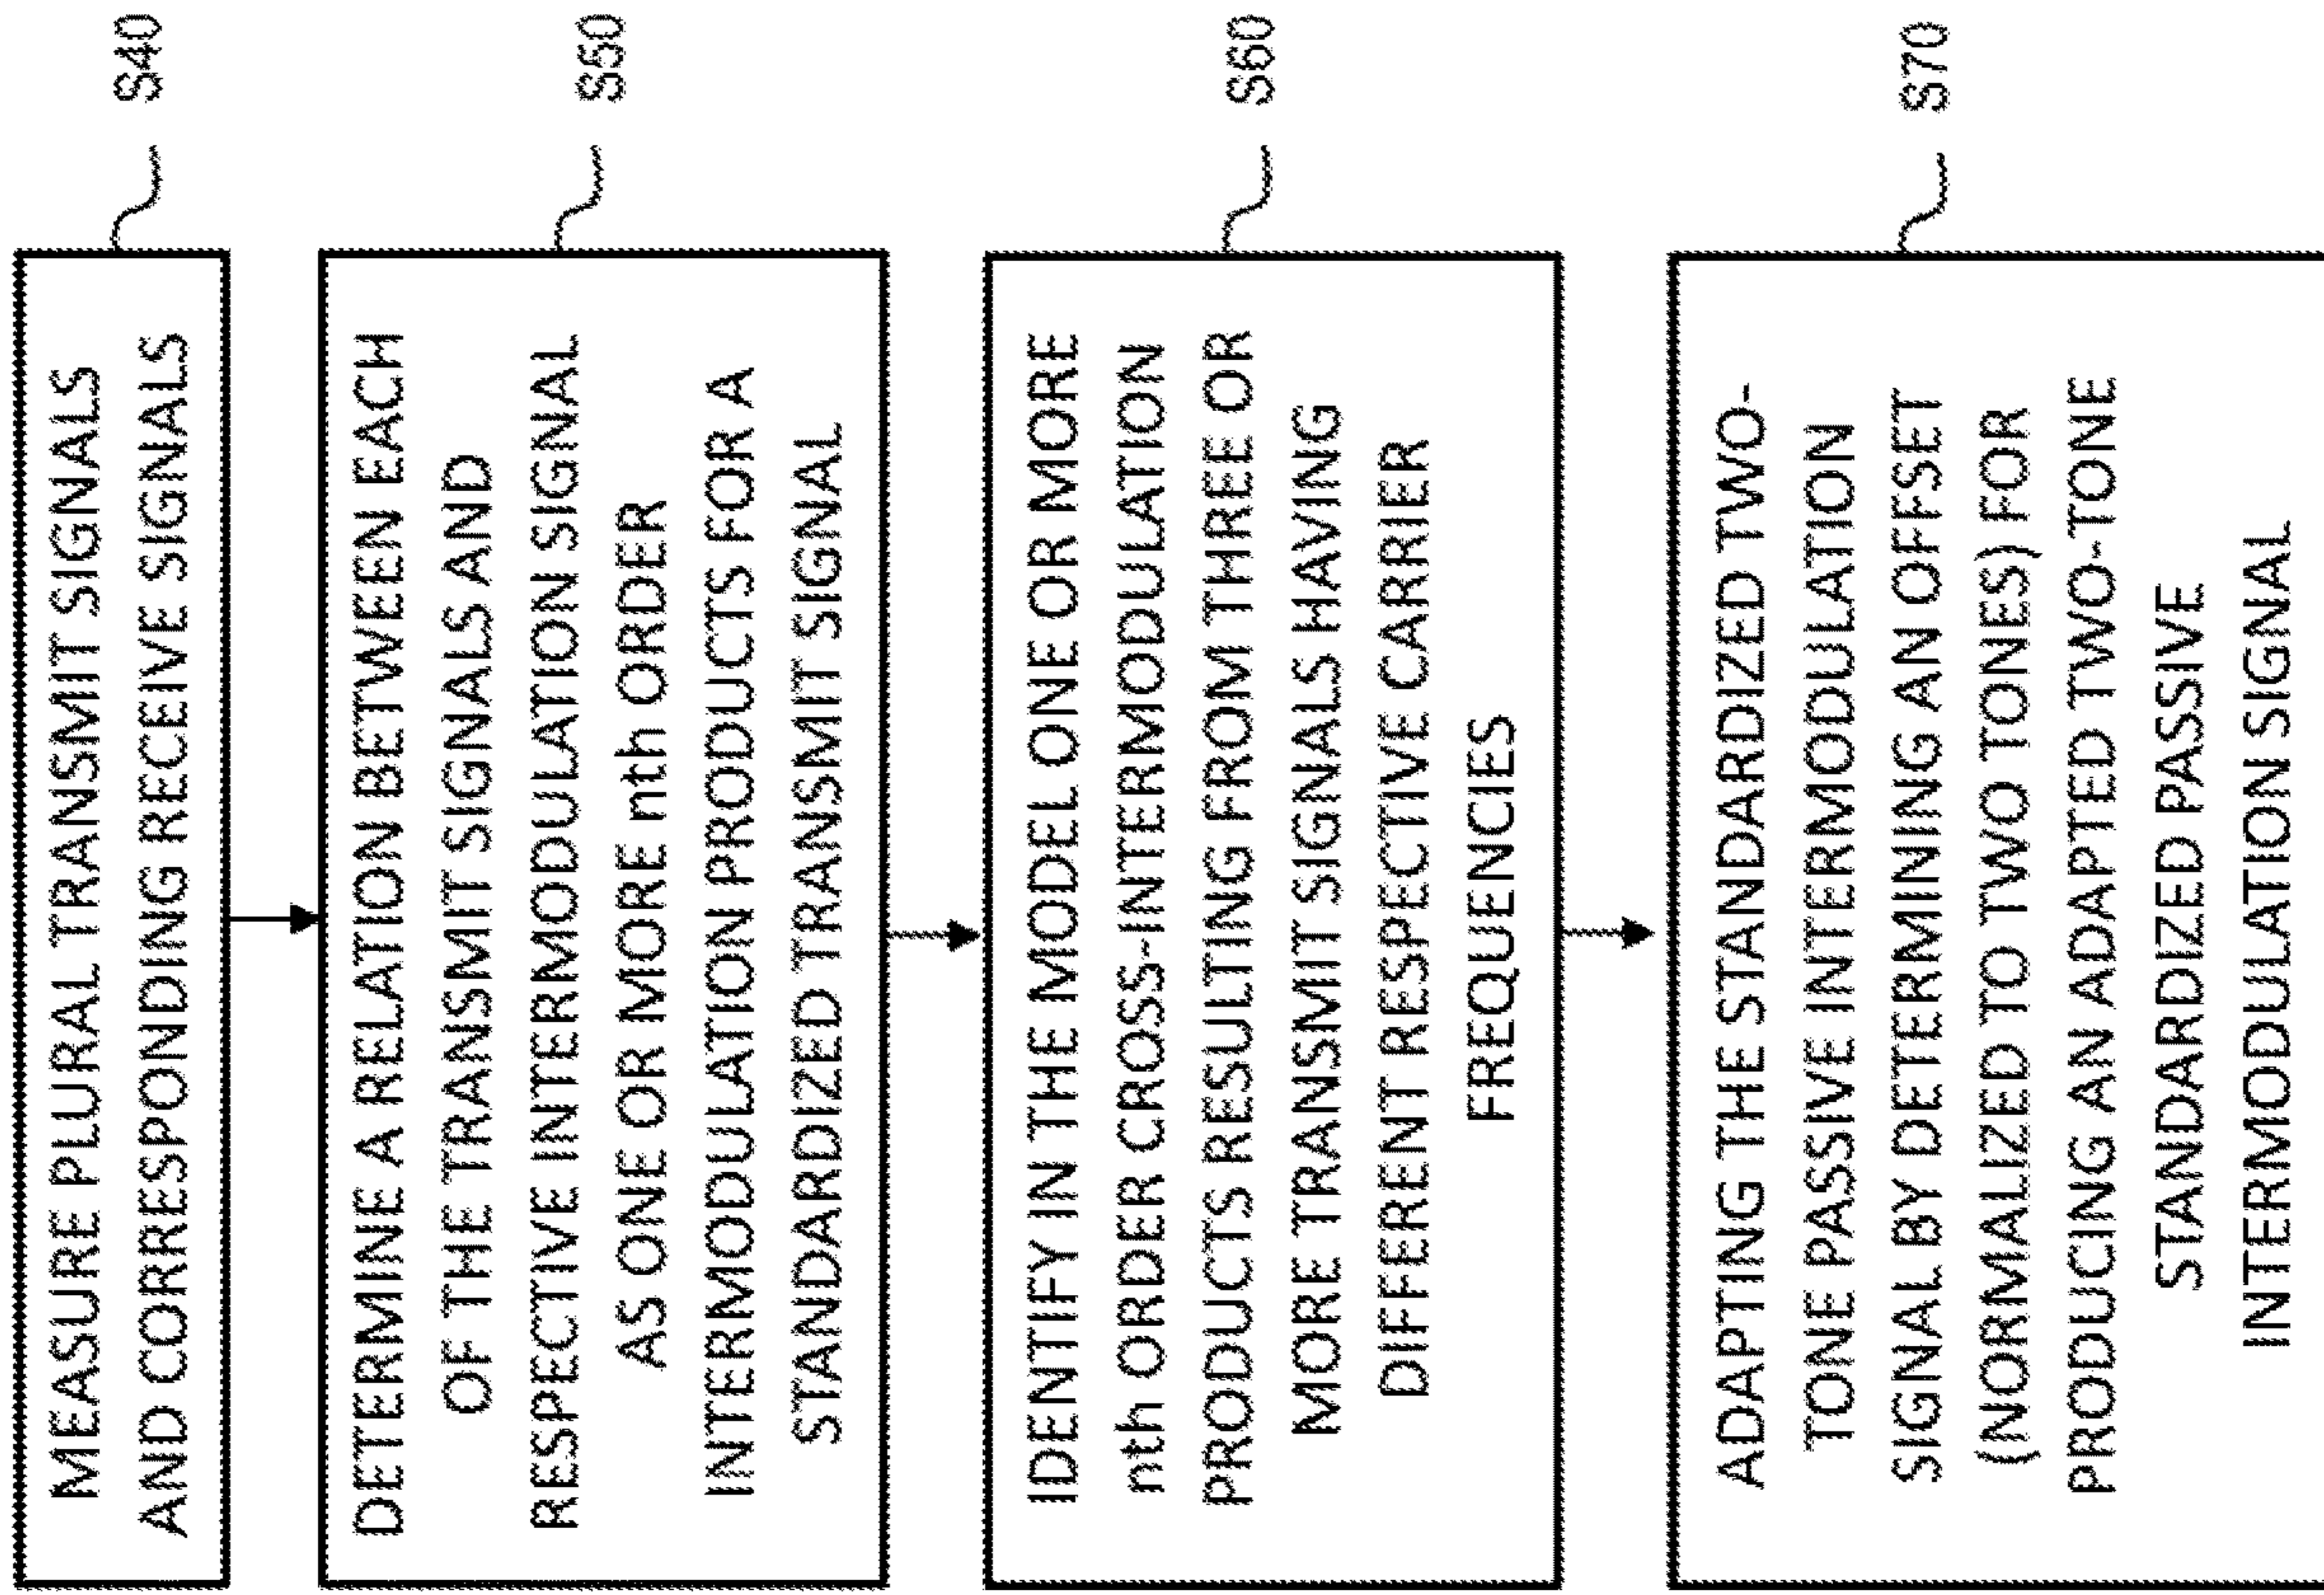 MEASURE PLURAL TRANSMIT SIGNALS
AND CORRESPONDING RECEIVE SIGNALS
S40
DETERMINE A RELATION BETWEEN EACH
OF THE TRANSMIT SIGNALS AND
RESPECTIVE INTERMODULATION SIGNAL
AS ONE OR MORE nth ORDER
INTERMODULATION PRODUCTS FOR A
STANDARDIZED TRANSMIT SIGNAL
S50
IDENTIFY IN THE MODEL ONE OR MORE
nth ORDER CROSS-INTERMODULATION
PRODUCTS RESULTING FROM THREE OR
MORE TRANSMIT SIGNALS HAVING
DIFFERENT RESPECTIVE CARRIER
FREQUENCIES
S60
ADAPTING THE STANDARDIZED TWO-
TONE PASSIVE INTERMODULATION
SIGNAL BY DETERMINING AN OFFSET
(NORMALIZED TO TWO TONES) FOR
PRODUCING AN ADAPTED TWO-TONE
STANDARDIZED PASSIVE
INTERMODULATION SIGNAL
S70